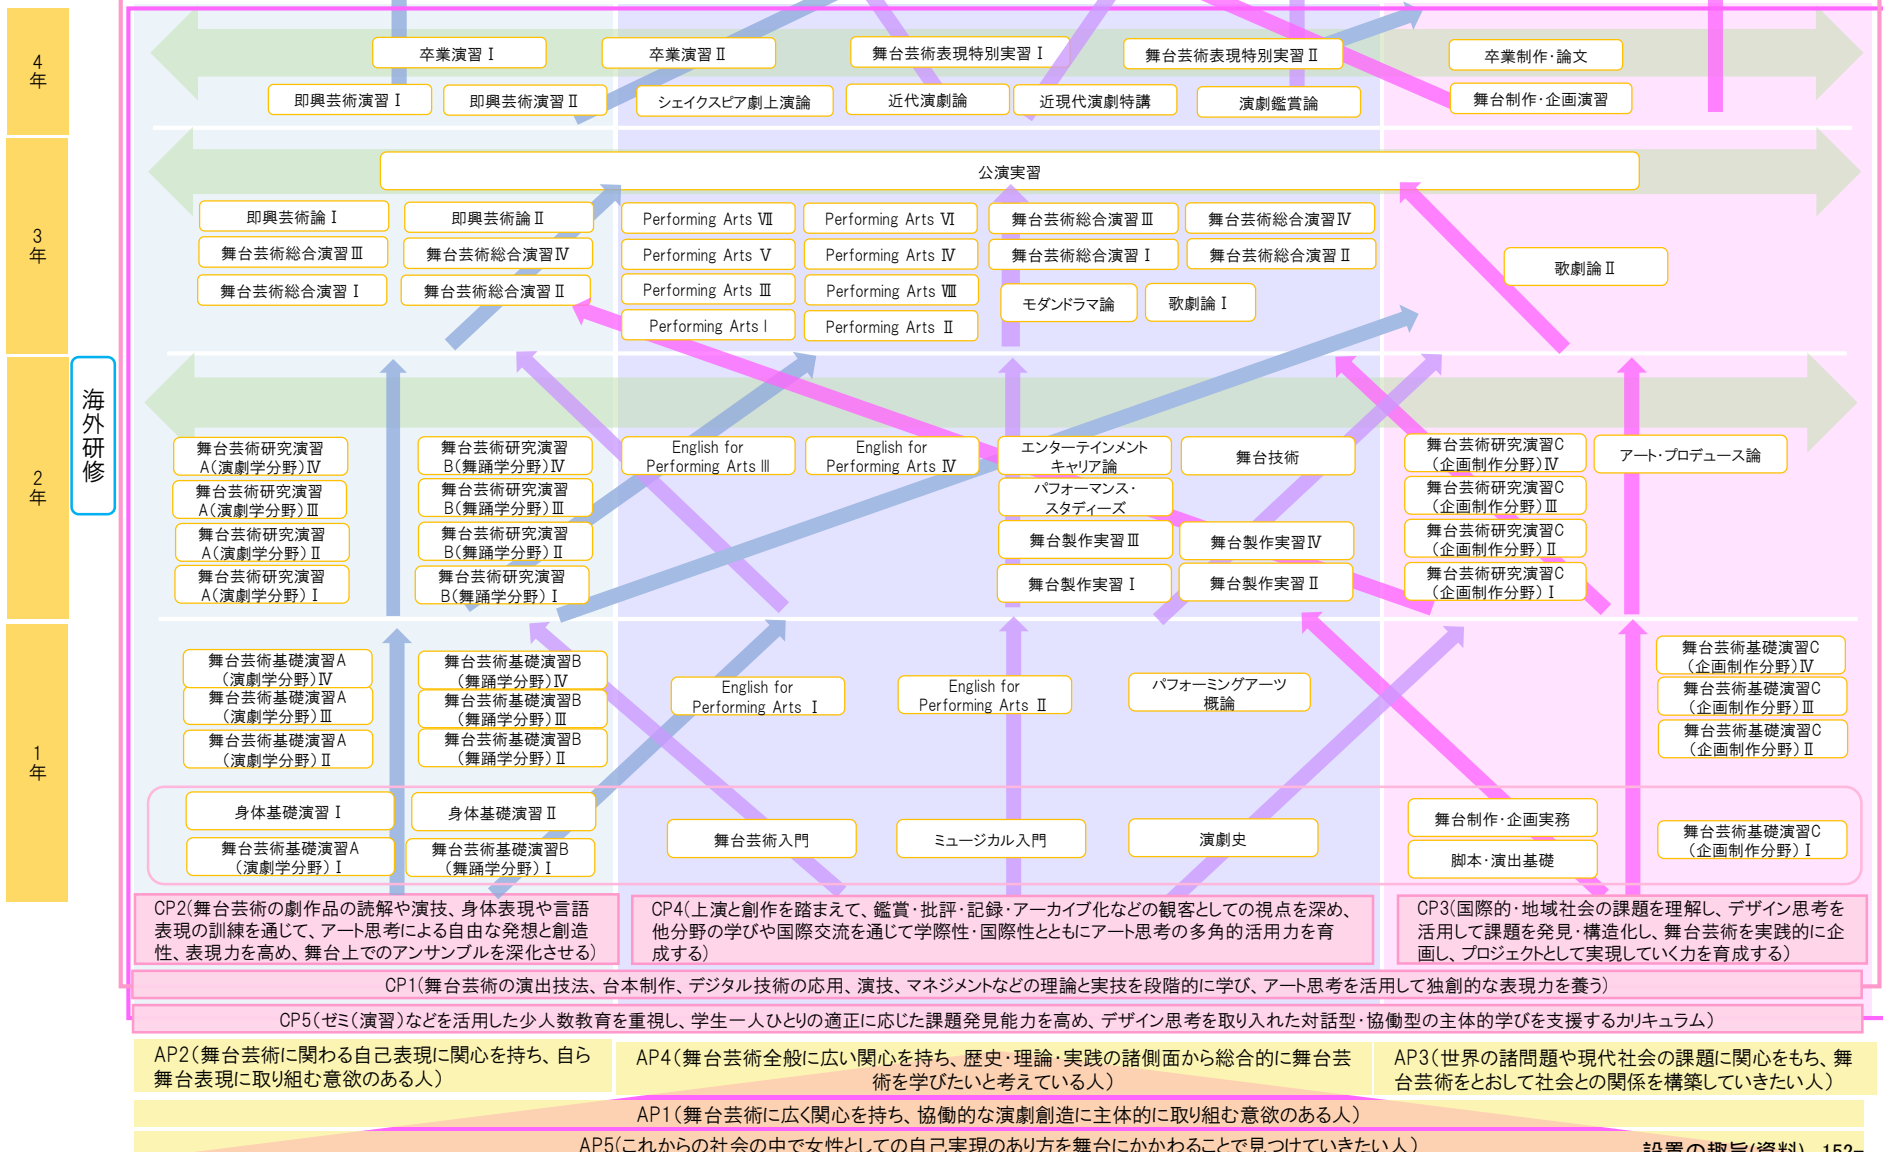 4
年
卒業演習Ⅰ
卒業演習Ⅱ
舞台芸術表現特別実習Ⅰ
舞台芸術表現特別実習Ⅱ
卒業制作・論文
即興芸術演習Ⅰ
即興芸術演習Ⅱ
シェイクスピア劇上演論
近代演劇論
近現代演劇特講
演劇鑑賞論
舞台制作・企画演習
3
年
公演実習
即興芸術論Ⅰ
即興芸術論Ⅱ
Performing Arts Ⅶ
Performing Arts Ⅵ
舞台芸術総合演習Ⅲ
舞台芸術総合演習Ⅳ
舞台芸術総合演習Ⅲ
舞台芸術総合演習Ⅳ
Performing Arts Ⅴ
Performing Arts Ⅳ
舞台芸術総合演習Ⅰ
舞台芸術総合演習Ⅱ
歌劇論Ⅱ
舞台芸術総合演習Ⅰ
舞台芸術総合演習Ⅱ
Performing Arts Ⅲ
Performing Arts Ⅷ
モダンドラマ論
歌劇論Ⅰ
Performing Arts I
Performing Arts Ⅱ
海外研修
2
年
舞台芸術研究演習
A(演劇学分野)Ⅳ
舞台芸術研究演習
B(舞踊学分野)Ⅳ
English for
Performing Arts Ⅲ
English for
Performing Arts Ⅳ
エンターテインメント
キャリア論
舞台技術
舞台芸術研究演習C
(企画制作分野)Ⅳ
アート・プロデュース論
舞台芸術研究演習
A(演劇学分野)Ⅲ
舞台芸術研究演習
B(舞踊学分野)Ⅲ
パフォーマンス・
スタディーズ
舞台芸術研究演習C
(企画制作分野)Ⅲ
舞台芸術研究演習
A(演劇学分野)Ⅱ
舞台芸術研究演習
B(舞踊学分野)Ⅱ
舞台製作実習Ⅲ
舞台製作実習Ⅳ
舞台芸術研究演習C
(企画制作分野)Ⅱ
舞台芸術研究演習
A(演劇学分野)Ⅰ
舞台芸術研究演習
B(舞踊学分野)Ⅰ
舞台製作実習Ⅰ
舞台製作実習Ⅱ
舞台芸術研究演習C
(企画制作分野)Ⅰ
1
年
舞台芸術基礎演習A
(演劇学分野)Ⅳ
舞台芸術基礎演習B
(舞踊学分野)Ⅳ
English for
Performing Arts Ⅰ
English for
Performing Arts Ⅱ
パフォーミングアーツ
概論
舞台芸術基礎演習C
(企画制作分野)Ⅳ
舞台芸術基礎演習A
(演劇学分野)Ⅲ
舞台芸術基礎演習B
(舞踊学分野)Ⅲ
舞台芸術基礎演習C
(企画制作分野)Ⅲ
舞台芸術基礎演習A
(演劇学分野)Ⅱ
舞台芸術基礎演習B
(舞踊学分野)Ⅱ
舞台芸術基礎演習C
(企画制作分野)Ⅱ
身体基礎演習Ⅰ
身体基礎演習Ⅱ
舞台芸術入門
ミュージカル入門
演劇史
舞台制作・企画実務
舞台芸術基礎演習A
(演劇学分野)Ⅰ
舞台芸術基礎演習B
(舞踊学分野)Ⅰ
脚本・演出基礎
舞台芸術基礎演習C
(企画制作分野)Ⅰ
CP2(舞台芸術の劇作品の読解や演技、身体表現や言語
表現の訓練を通じて、アート思考による自由な発想と創造
性、表現力を高め、舞台上でのアンサンブルを深化させる)
CP4(上演と創作を踏まえて、鑑賞・批評・記録・アーカイブ化などの観客としての視点を深め、
他分野の学びや国際交流を通じて学際性・国際性とともにアート思考の多角的活用力を育
成する)
CP3(国際的・地域社会の課題を理解し、デザイン思考を
活用して課題を発見・構造化し、舞台芸術を実践的に企
画し、プロジェクトとして実現していく力を育成する)
CP1(舞台芸術の演出技法、台本制作、デジタル技術の応用、演技、マネジメントなどの理論と実技を段階的に学び、アート思考を活用して独創的な表現力を養う)
CP5(ゼミ(演習)などを活用した少人数教育を重視し、学生一人ひとりの適正に応じた課題発見能力を高め、デザイン思考を取り入れた対話型・協働型の主体的学びを支援するカリキュラム)
AP2(舞台芸術に関わる自己表現に関心を持ち、自ら
舞台表現に取り組む意欲のある人)
AP4(舞台芸術全般に広い関心を持ち、歴史・理論・実践の諸側面から総合的に舞台芸
術を学びたいと考えている人)
AP3(世界の諸問題や現代社会の課題に関心をもち、舞
台芸術をとおして社会との関係を構築していきたい人)
AP1(舞台芸術に広く関心を持ち、協働的な演劇創造に主体的に取り組む意欲のある人)
AP5(これからの社会の中で女性としての自己実現のあり方を舞台にかかわることで見つけていきたい人)
設置の趣旨(資料)－152－